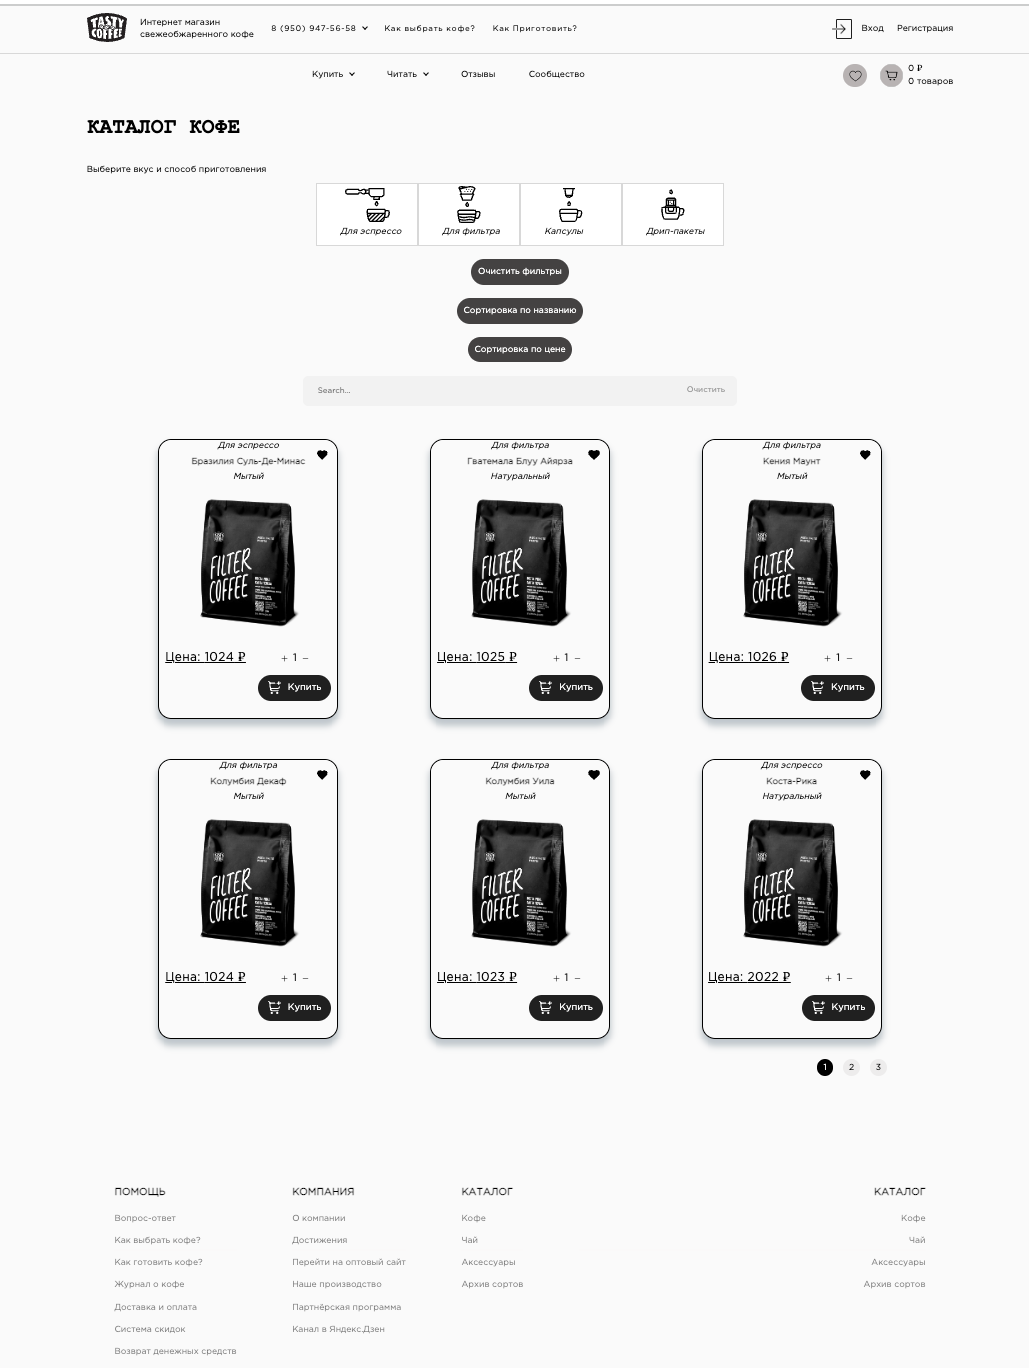 TASTY
COFFEE
Интернет магазин
свежеобжаренного кофе
8 (950) 947-56-58
Как выбрать кофе?
Как Приготовить?
Вход
Регистрация
Купить
Читать
Отзывы
Сообщество
0 ₽
0 товаров
КАТАЛОГ КОФЕ
Выберите вкус и способ приготовления
Для эспрессо
Для фильтра
Капсулы
Дрип-пакеты
Очистить фильтры
Сортировка по названию
Сортировка по цене
Search...
Очистить
Для эспрессо
Бразилия Суль-Де-Минас
Мытый
FILTER
COFFEE
Цена: 1024 ₽
+ 1 –
Купить
Для фильтра
Гватемала Блуу Айярза
Натуральный
FILTER
COFFEE
Цена: 1025 ₽
+ 1 –
Купить
Для фильтра
Кения Маунт
Мытый
FILTER
COFFEE
Цена: 1026 ₽
+ 1 –
Купить
Для фильтра
Колумбия Декаф
Мытый
FILTER
COFFEE
Цена: 1024 ₽
+ 1 –
Купить
Для фильтра
Колумбия Уила
Мытый
FILTER
COFFEE
Цена: 1023 ₽
+ 1 –
Купить
Для эспрессо
Коста-Рика
Натуральный
FILTER
COFFEE
Цена: 2022 ₽
+ 1 –
Купить
1
2
3
ПОМОЩЬ
Вопрос-ответ
Как выбрать кофе?
Как готовить кофе?
Журнал о кофе
Доставка и оплата
Система скидок
Возврат денежных средств
КОМПАНИЯ
О компании
Достижения
Перейти на оптовый сайт
Наше производство
Партнёрская программа
Канал в Яндекс.Дзен
КАТАЛОГ
Кофе
Чай
Аксессуары
Архив сортов
КАТАЛОГ
Кофе
Чай
Аксессуары
Архив сортов